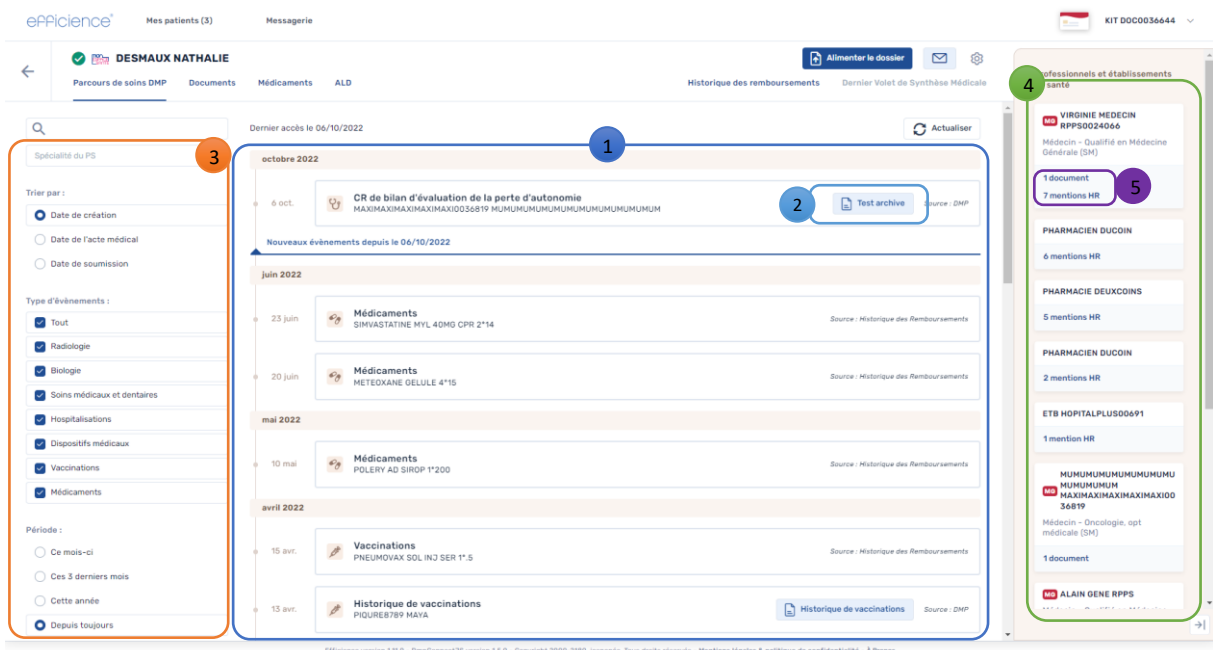 efficience®
Mes patients (3)
Messagerie
KIT DOC0036644
DESMAUX NATHALIE
Alimenter le dossier
Parcours de soins DMP
Documents
Médicaments
ALD
Historique des remboursements
Dernier Volet de Synthèse Médicale
Spécialité du PS
3
Trier par :
Date de création
Date de l'acte médical
Date de soumission
Type d'évènements :
Tout
Radiologie
Biologie
Soins médicaux et dentaires
Hospitalisations
Dispositifs médicaux
Vaccinations
Médicaments
Période :
Ce mois-ci
Ces 3 derniers mois
Cette année
Depuis toujours
Dernier accès le 06/10/2022
1
Actualiser
octobre 2022
6 oct.
CR de bilan d'évaluation de la perte d'autonomie
MAXIMAXIMAXIMAXIMAXI0036819 MUMUMUMUMUMUMUMUMUMUMUMUM
2
Test archive
Source : DMP
Nouveaux évènements depuis le 06/10/2022
juin 2022
23 juin
Médicaments
SIMVASTATINE MYL 40MG CPR 2*14
Source : Historique des Remboursements
20 juin
Médicaments
METEOXANE GELULE 4*15
Source : Historique des Remboursements
mai 2022
10 mai
Médicaments
POLERY AD SIROP 1*200
Source : Historique des Remboursements
avril 2022
15 avr.
Vaccinations
PNEUMOVAX SOL INJ SER 1*.5
Source : Historique des Remboursements
13 avr.
Historique de vaccinations
PIQURE8789 MAYA
Historique de vaccinations
Source : DMP
4
ofessionnels et établissements
santé
MG VIRGINIE MEDECIN
RPPS0024066
Médecin - Qualifié en Médecine
Générale (SM)
1 document
7 mentions HR
5
PHARMACIEN DUCOIN
6 mentions HR
PHARMACIE DEUXCOINS
5 mentions HR
PHARMACIEN DUCOIN
2 mentions HR
ETB HOPITALPLUS00691
1 mention HR
MUMUMUMUMUMUMUMUMU
MUMUMUMUM
MG MAXIMAXIMAXIMAXIMAXI00
36819
Médecin - Oncologie, opt
médicale (SM)
1 document
MG ALAIN GENE RPPS